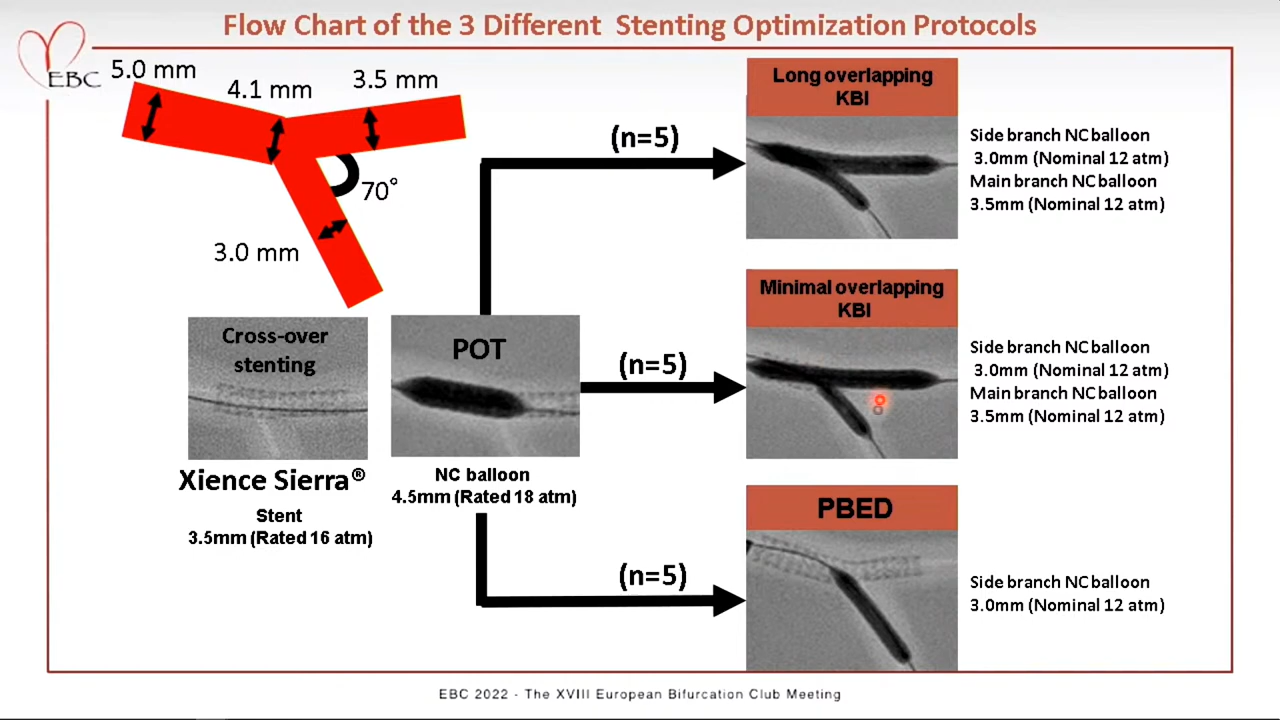 Flow Chart of the 3 Different Stenting Optimization Protocols
EBC
5.0 mm
4.1 mm
3.5 mm
70°
3.0 mm
Cross-over
stenting
Xience Sierra®
Stent
3.5mm (Rated 16 atm)
POT
NC balloon
4.5mm (Rated 18 atm)
(n=5)
Long overlapping
KBI
Side branch NC balloon
3.0mm (Nominal 12 atm)
Main branch NC balloon
3.5mm (Nominal 12 atm)
(n=5)
Minimal overlapping
KBI
Side branch NC balloon
3.0mm (Nominal 12 atm)
Main branch NC balloon
3.5mm (Nominal 12 atm)
(n=5)
PBED
Side branch NC balloon
3.0mm (Nominal 12 atm)
EBC 2022 - The XVIII European Bifurcation Club Meeting